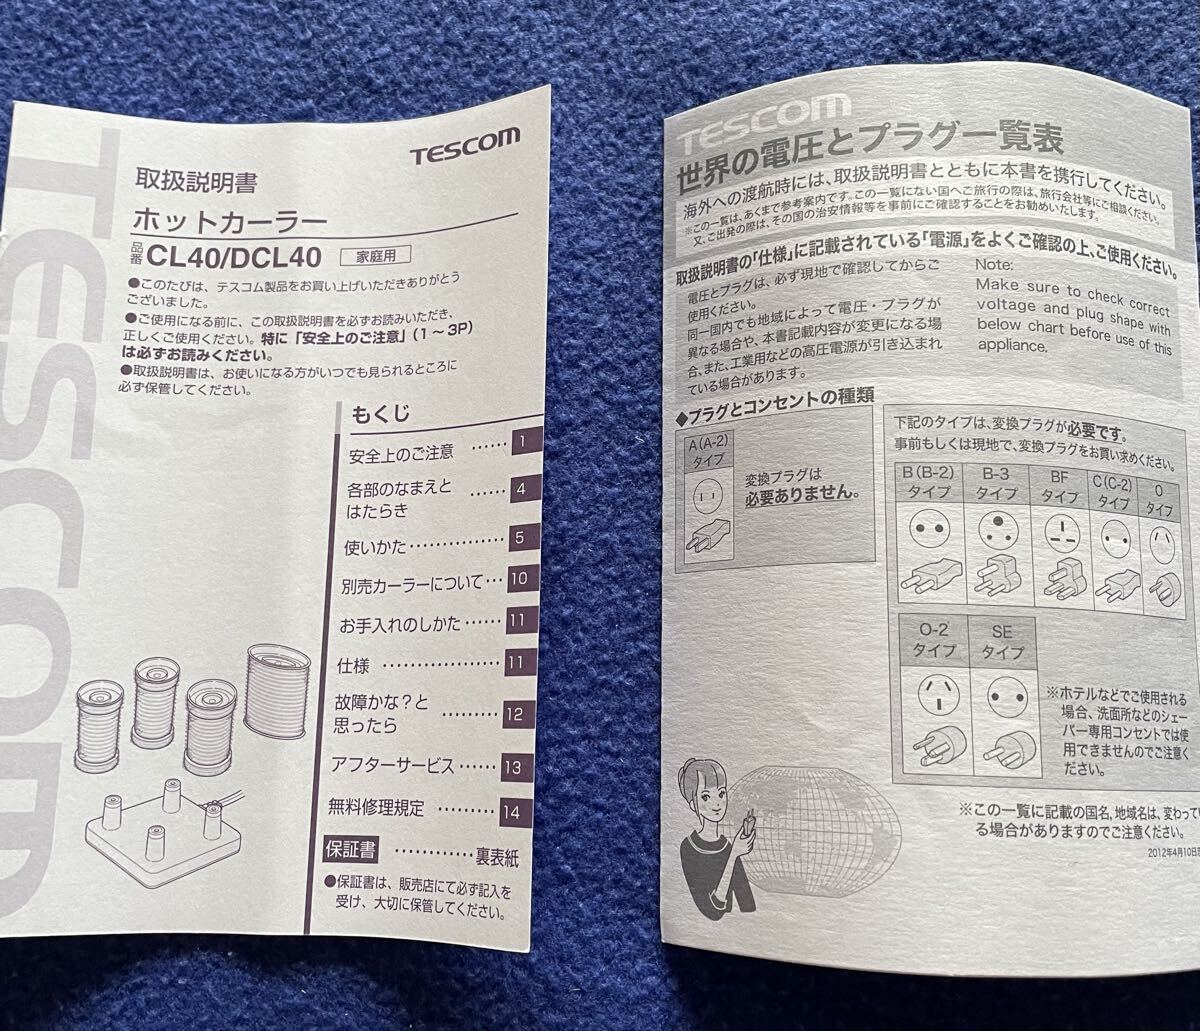 TESCOM
TESCOM
取扱説明書
ホットカーラー
品番 CL40/DCL40 家庭用
●このたびは、テスコム製品をお買い上げいただきありがとう
ございました。
●ご使用になる前に、この取扱説明書を必ずお読みいただき、
正しくご使用ください。特に「安全上のご注意」(1〜3P)
は必ずお読みください。
●取扱説明書は、お使いになる方がいつでも見られるところに
必ず保管してください。
もくじ
安全上のご注意 …… 1
各部のなまえと
はたらき …… 4
使いかた …………… 5
別売カーラーについて… 10
お手入れのしかた …… 11
仕様 ………………… 11
故障かな?と
思ったら ……… 12
アフターサービス …… 13
無料修理規定 ……… 14
保証書 ………… 裏表紙
●保証書は、販売店にて必ず記入を
受け、大切に保管してください。
TESCOM
世界の電圧とプラグ一覧表
海外への渡航時には、取扱説明書とともに本書を携行してください。
※この一覧は、あくまで参考案内です。この一覧にない国へご旅行の際は、旅行会社等にご相談ください。
又、ご出発の際は、その国の治安情報等を事前にご確認することをお勧めいたします。
取扱説明書の「仕様」に記載されている「電源」をよくご確認の上、ご使用ください。
電圧とプラグは、必ず現地で確認してからご
使用ください。
同一国内でも地域によって電圧・プラグが
異なる場合や、本書記載内容が変更になる場
合、また、工業用などの高圧電源が引き込まれ
ている場合があります。
Note:
Make sure to check correct
voltage and plug shape with
below chart before use of this
appliance.
◆プラグとコンセントの種類
A(A-2)
タイプ
変換プラグは
必要ありません。
下記のタイプは、変換プラグが必要です。
事前もしくは現地で、変換プラグをお買い求めください。
B(B-2)
タイプ
B-3
タイプ
BF
タイプ
C(C-2)
タイプ
O
タイプ
O-2
タイプ
SE
タイプ
※ホテルなどでご使用される
場合、洗面所などのシェー
バー専用コンセントでは使
用できませんのでご注意く
ださい。
※この一覧に記載の国名、地域名は、変わってい
る場合がありますのでご注意ください。
2012年4月10日